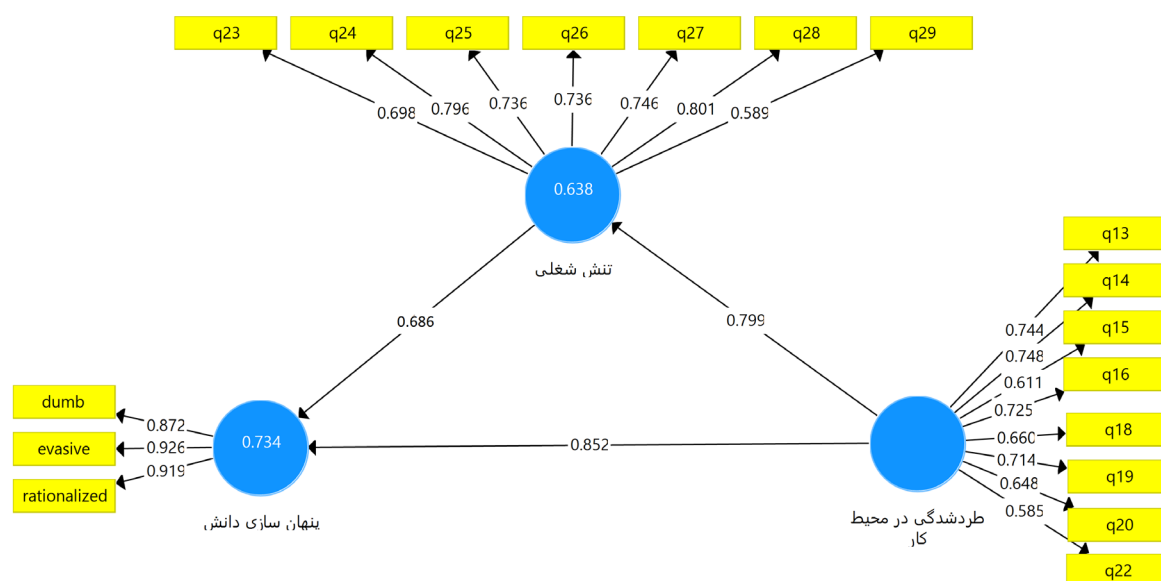 q23 q24 q25 q26 q27 q28 q29
0.698 0.796 0.736 0.736 0.746 0.801 0.589
0.638
تنش شغلی
0.686
0.799
q13
q14
q15
q16
q18
q19
q20
q22
0.744
0.748
0.611
0.725
0.660
0.714
0.648
0.585
طردشدگی در محیط
کار
0.852
dumb
evasive
rationalized
0.872
0.926
0.919
0.734
پنهان سازی دانش